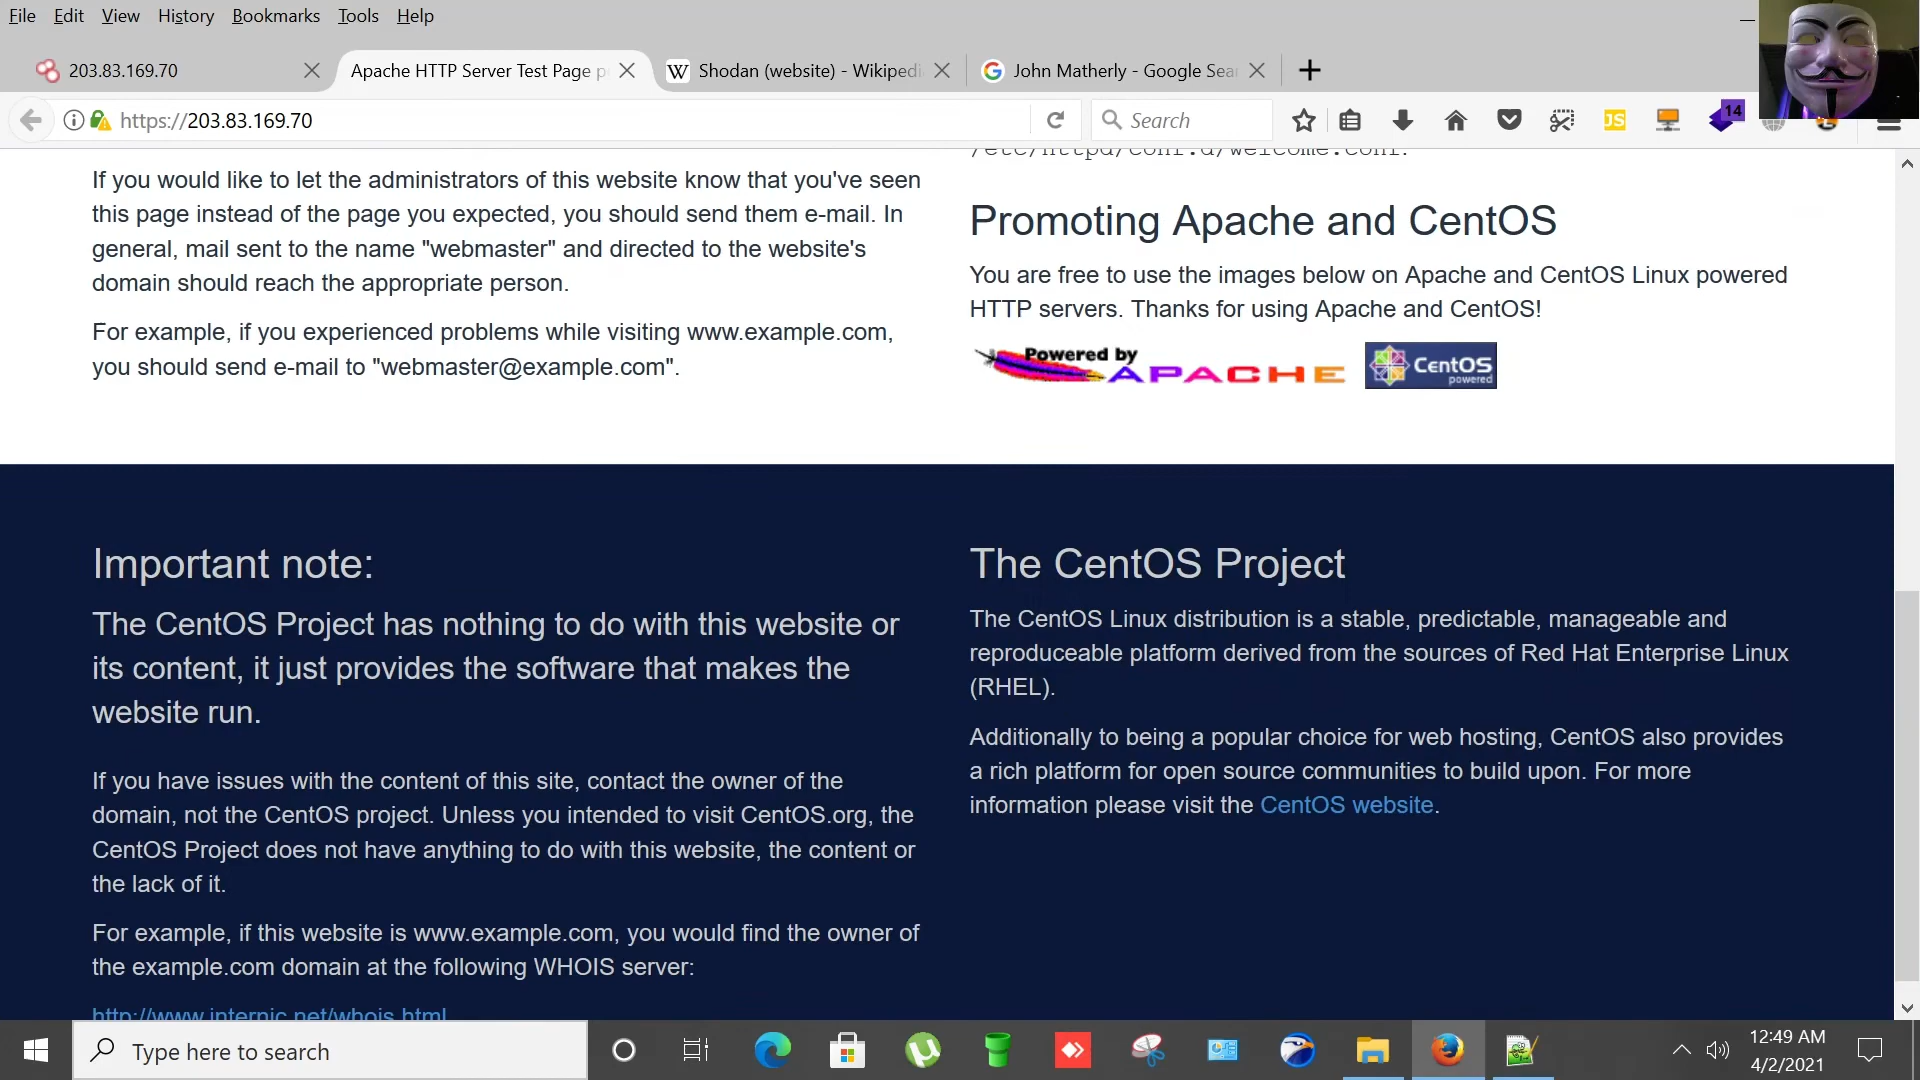 File Edit View History Bookmarks Tools Help
203.83.169.70
Apache HTTP Server Test Page p
Shodan (website) - Wikipedi
John Matherly - Google Sea
https://203.83.169.70
Search
14
JS
If you would like to let the administrators of this website know that you've seen
this page instead of the page you expected, you should send them e-mail. In
general, mail sent to the name "webmaster" and directed to the website's
domain should reach the appropriate person.
For example, if you experienced problems while visiting www.example.com,
you should send e-mail to "webmaster@example.com".
/etc/httpd/conf.d/welcome.conf.
Promoting Apache and CentOS
You are free to use the images below on Apache and CentOS Linux powered
HTTP servers. Thanks for using Apache and CentOS!
Powered by
APACHE
CentOS
powered
Important note:
The CentOS Project has nothing to do with this website or
its content, it just provides the software that makes the
website run.
If you have issues with the content of this site, contact the owner of the
domain, not the CentOS project. Unless you intended to visit CentOS.org, the
CentOS Project does not have anything to do with this website, the content or
the lack of it.
For example, if this website is www.example.com, you would find the owner of
the example.com domain at the following WHOIS server:
http://www.internic.net/whois.html
The CentOS Project
The CentOS Linux distribution is a stable, predictable, manageable and
reproduceable platform derived from the sources of Red Hat Enterprise Linux
(RHEL).
Additionally to being a popular choice for web hosting, CentOS also provides
a rich platform for open source communities to build upon. For more
information please visit the CentOS website.
Type here to search
12:49 AM
4/2/2021